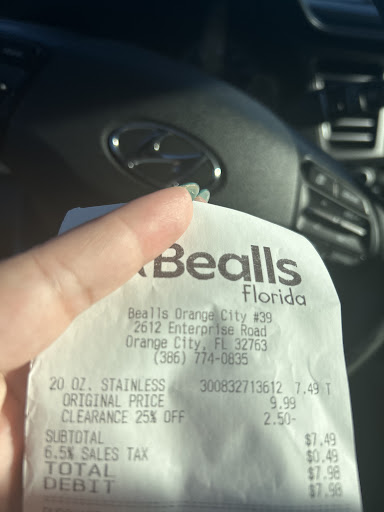 Bealls
Florida
Bealls Orange City #39
2612 Enterprise Road
Orange City, FL 32763
(386) 774-0835
20 OZ. STAINLESS 300832713612 7.49 T
ORIGINAL PRICE 9.99
CLEARANCE 25% OFF 2.50-
SUBTOTAL $7.49
6.5% SALES TAX $0.49
TOTAL $7.98
DEBIT $7.98